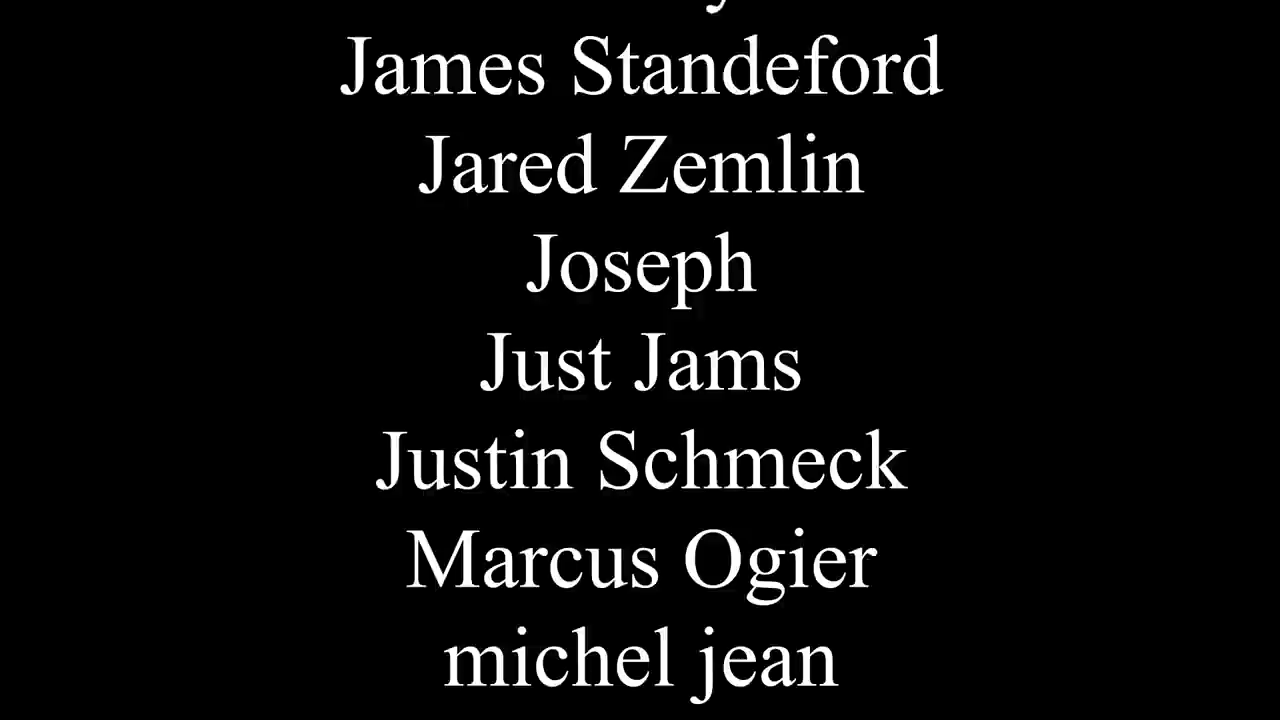 James Standeford
Jared Zemlin
Joseph
Just Jams
Justin Schmeck
Marcus Ogier
michel jean